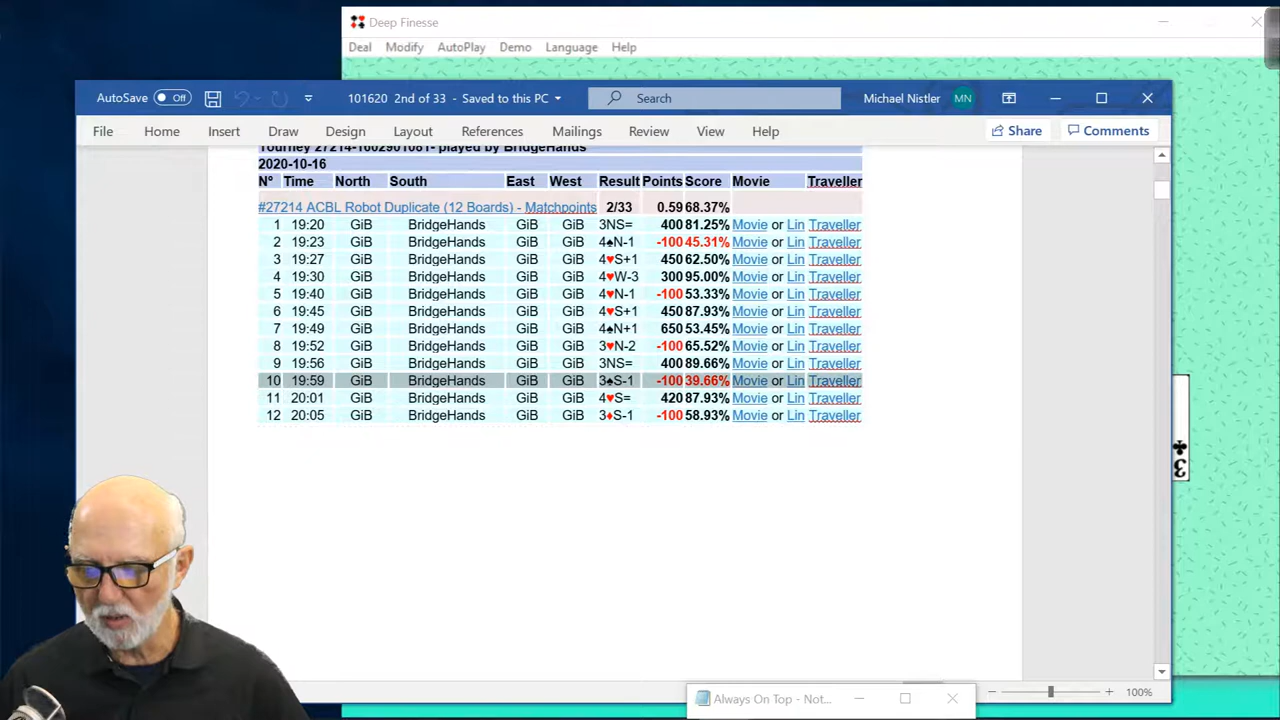 Deep Finesse
Deal Modify AutoPlay Demo Language Help
AutoSave Off 101620 2nd of 33 - Saved to this PC Search Michael Nistler MN
File Home Insert Draw Design Layout References Mailings Review View Help Share Comments
Tourney 27214-1602901081- played by BridgeHands
2020-10-16
Nº Time North South East West Result Points Score Movie Traveller
#27214 ACBL Robot Duplicate (12 Boards) - Matchpoints 2/33 0.59 68.37%
1 19:20 GiB BridgeHands GiB GiB 3NS= 400 81.25% Movie or Lin Traveller
2 19:23 GiB BridgeHands GiB GiB 4♠N-1 -100 45.31% Movie or Lin Traveller
3 19:27 GiB BridgeHands GiB GiB 4♥S+1 450 62.50% Movie or Lin Traveller
4 19:30 GiB BridgeHands GiB GiB 4♥W-3 300 95.00% Movie or Lin Traveller
5 19:40 GiB BridgeHands GiB GiB 4♥N-1 -100 53.33% Movie or Lin Traveller
6 19:45 GiB BridgeHands GiB GiB 4♥S+1 450 87.93% Movie or Lin Traveller
7 19:49 GiB BridgeHands GiB GiB 4♠N+1 650 53.45% Movie or Lin Traveller
8 19:52 GiB BridgeHands GiB GiB 3♥N-2 -100 65.52% Movie or Lin Traveller
9 19:56 GiB BridgeHands GiB GiB 3NS= 400 89.66% Movie or Lin Traveller
10 19:59 GiB BridgeHands GiB GiB 3♠S-1 -100 39.66% Movie or Lin Traveller
11 20:01 GiB BridgeHands GiB GiB 4♥S= 420 87.93% Movie or Lin Traveller
12 20:05 GiB BridgeHands GiB GiB 3♦S-1 -100 58.93% Movie or Lin Traveller
♣3
Always On Top - Not...
100%